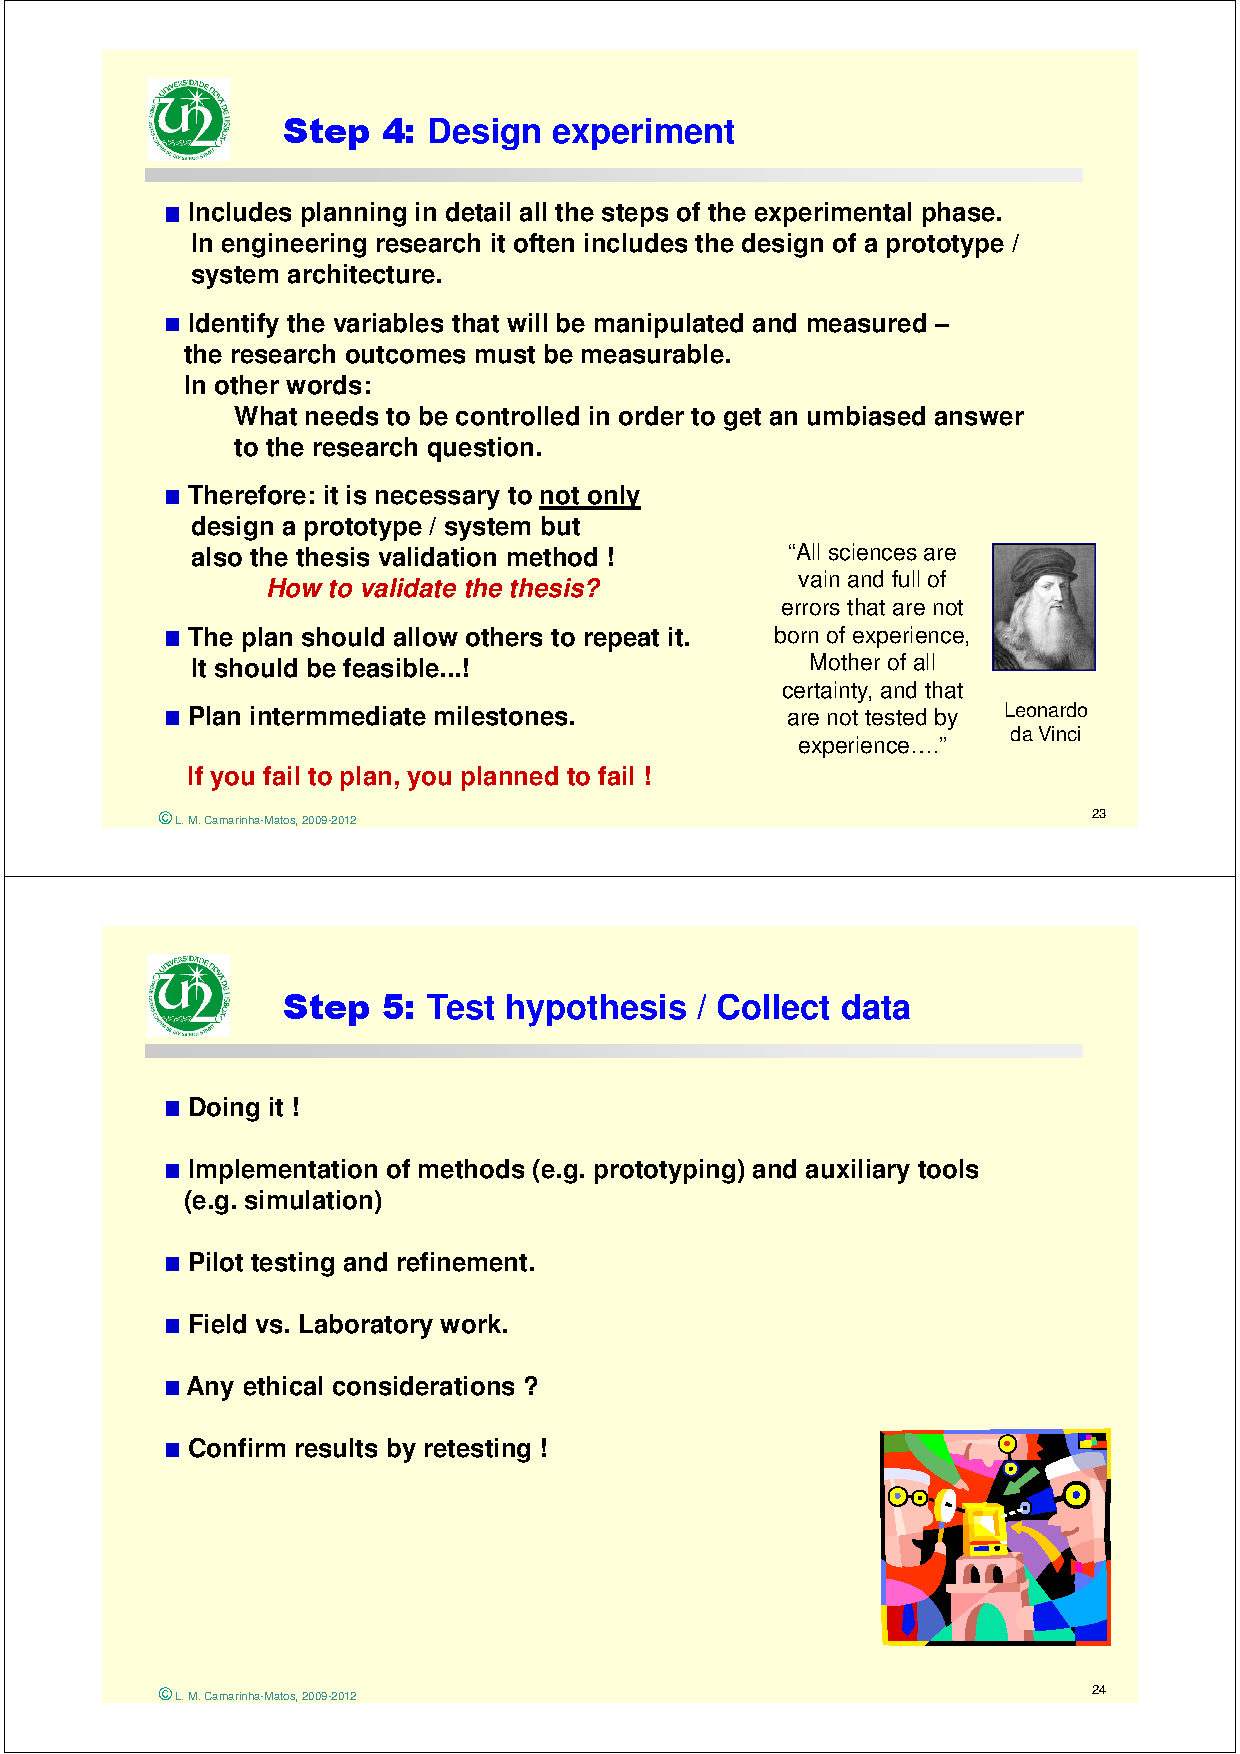 UNIVERSIDADE NOVA DE LISBOA
Step 4: Design experiment
Includes planning in detail all the steps of the experimental phase.
In engineering research it often includes the design of a prototype /
system architecture.
Identify the variables that will be manipulated and measured –
the research outcomes must be measurable.
In other words:
What needs to be controlled in order to get an umbiased answer
to the research question.
Therefore: it is necessary to not only
design a prototype / system but
also the thesis validation method !
How to validate the thesis?
The plan should allow others to repeat it.
It should be feasible...!
Plan intermmediate milestones.
If you fail to plan, you planned to fail !
“All sciences are
vain and full of
errors that are not
born of experience,
Mother of all
certainty, and that
are not tested by
experience….”
Leonardo
da Vinci
© L. M. Camarinha-Matos, 2009-2012
23
UNIVERSIDADE NOVA DE LISBOA
Step 5: Test hypothesis / Collect data
Doing it !
Implementation of methods (e.g. prototyping) and auxiliary tools
(e.g. simulation)
Pilot testing and refinement.
Field vs. Laboratory work.
Any ethical considerations ?
Confirm results by retesting !
© L. M. Camarinha-Matos, 2009-2012
24